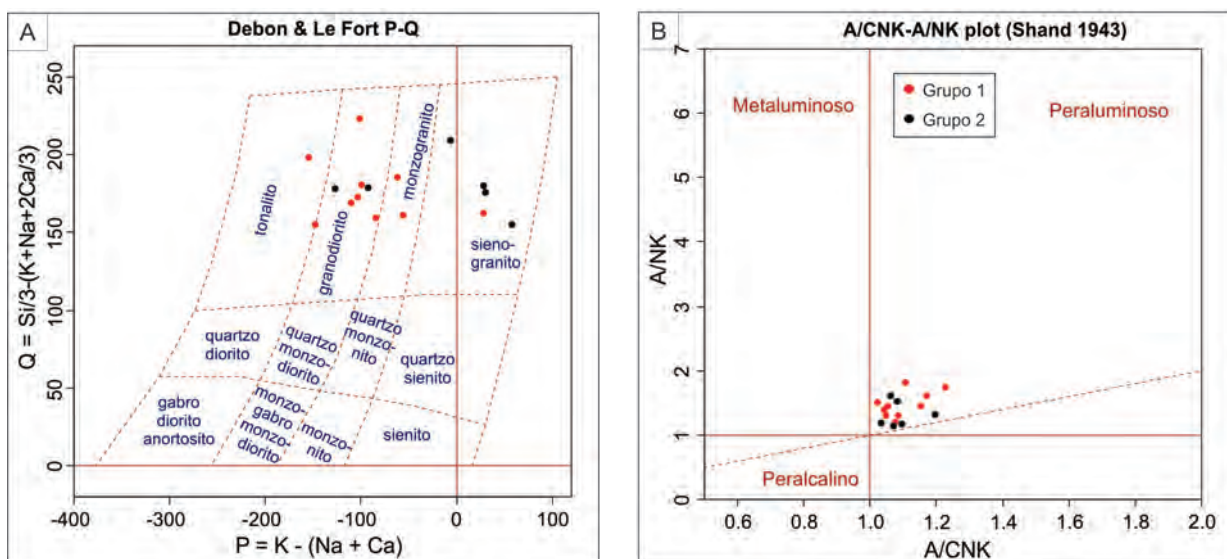 A
Debon & Le Fort P-Q
Q = Si/3-(K+Na+2Ca/3)
250
200
150
100
50
0
tonalito
granodiorito
monzogranito
sieno-
granito
quartzo
diorito
quartzo
monzo-
diorito
quartzo
monzo-
nito
quartzo
sienito
gabro
diorito
anortosito
monzo-
gabro
monzo-
diorito
monzo-
nito
sienito
-400
-300
-200
-100
0
100
P = K - (Na + Ca)
B
A/CNK-A/NK plot (Shand 1943)
A/NK
7
6
5
4
3
2
1
0
Grupo 1
Grupo 2
Metaluminoso
Peraluminoso
Peralcalino
0.6
0.8
1.0
1.2
1.4
1.6
1.8
2.0
A/CNK